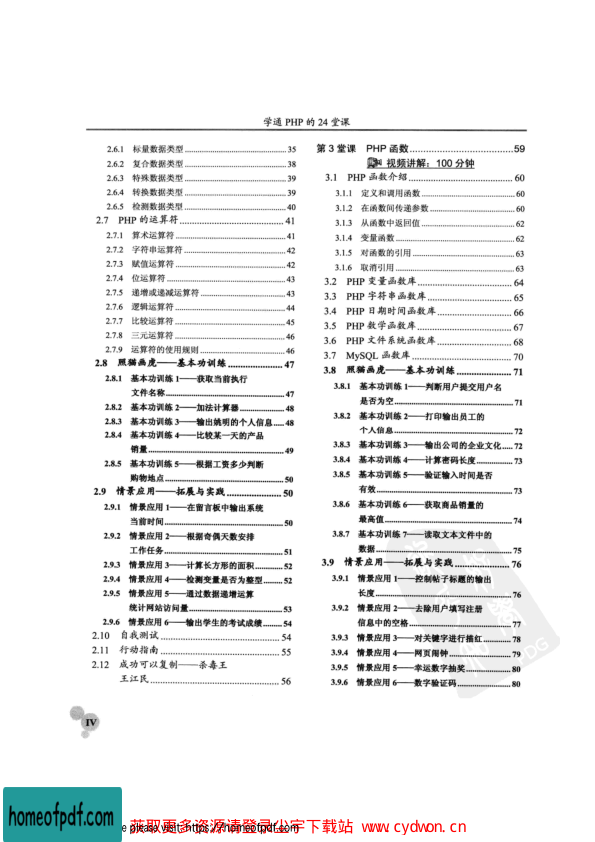 学通 PHP 的 24 堂课
2.6.1 标量数据类型 35
2.6.2 复介数据类型 38
2.6.3 特殊数据类型 39
2.6.4 转换数据类型 39
2.6.5 检测数据类型 40
2.7 PHP 的运算符 41
2.7.1 算术运算符 41
2.7.2 字符串运算符 42
2.7.3 赋值运算符 42
2.7.4 位运算符 43
2.7.5 递增或递减运算符 43
2.7.6 逻辑运算符 44
2.7.7 比较运算符 45
2.7.8 三元运算符 46
2.7.9 运算符的使用规则 46
2.8 照猫画虎——基本功训练 47
2.8.1 基本功训练 1——获取当前执行
文件名称 47
2.8.2 基本功训练 2——加法计算器 48
2.8.3 基本功训练 3——输出姚明的个人信息 48
2.8.4 基本功训练 4——比较某一天的产品
销量 49
2.8.5 基本功训练 5——根据工资多少判断
购物地点 50
2.9 情景应用——拓展与实践 50
2.9.1 情景应用 1——在留言板中输出系统
当前时间 50
2.9.2 情景应用 2——根据奇偶天数安排
工作任务 51
2.9.3 情景应用 3——计算长方形的面积 52
2.9.4 情景应用 4——检测变量是否为整型 52
2.9.5 情景应用 5——通过数据递增运算
统计网站访问量 53
2.9.6 情景应用 6——输出学生的考试成绩 54
2.10 自我测试 54
2.11 行动指南 55
2.12 成功可以复制——杀毒王
王江民 56
第 3 堂课 PHP 函数 59
视频讲解：100 分钟
3.1 PHP 函数介绍 60
3.1.1 定义和调用函数 60
3.1.2 在函数间传递参数 60
3.1.3 从函数中返回值 62
3.1.4 变量函数 62
3.1.5 对函数的引用 63
3.1.6 取消引用 63
3.2 PHP 变量函数库 64
3.3 PHP 字符串函数库 65
3.4 PHP 日期时间函数库 66
3.5 PHP 数学函数库 67
3.6 PHP 文件系统函数库 68
3.7 MySQL 函数库 70
3.8 照猫画虎——基本功训练 71
3.8.1 基本功训练 1——判断用户提交用户名
是否为空 71
3.8.2 基本功训练 2——打印输出员工的
个人信息 72
3.8.3 基本功训练 3——输出公司的企业文化 72
3.8.4 基本功训练 4——计算密码长度 73
3.8.5 基本功训练 5——验证输入时间是否
有效 73
3.8.6 基本功训练 6——获取商品销量的
最高值 74
3.8.7 基本功训练 7——读取文本文件中的
数据 75
3.9 情景应用——拓展与实践 76
3.9.1 情景应用 1——控制帖子标题的输出
长度 76
3.9.2 情景应用 2——去除用户填写注册
信息中的空格 77
3.9.3 情景应用 3——对关键字进行描红 78
3.9.4 情景应用 4——网页闹钟 79
3.9.5 情景应用 5——幸运数字抽奖 80
3.9.6 情景应用 6——数字验证码 80
IV
homeofpdf.com
please visit: https://homeofpdf.com
获取更多资源请登录公宇下载站 www.cydwon.cn